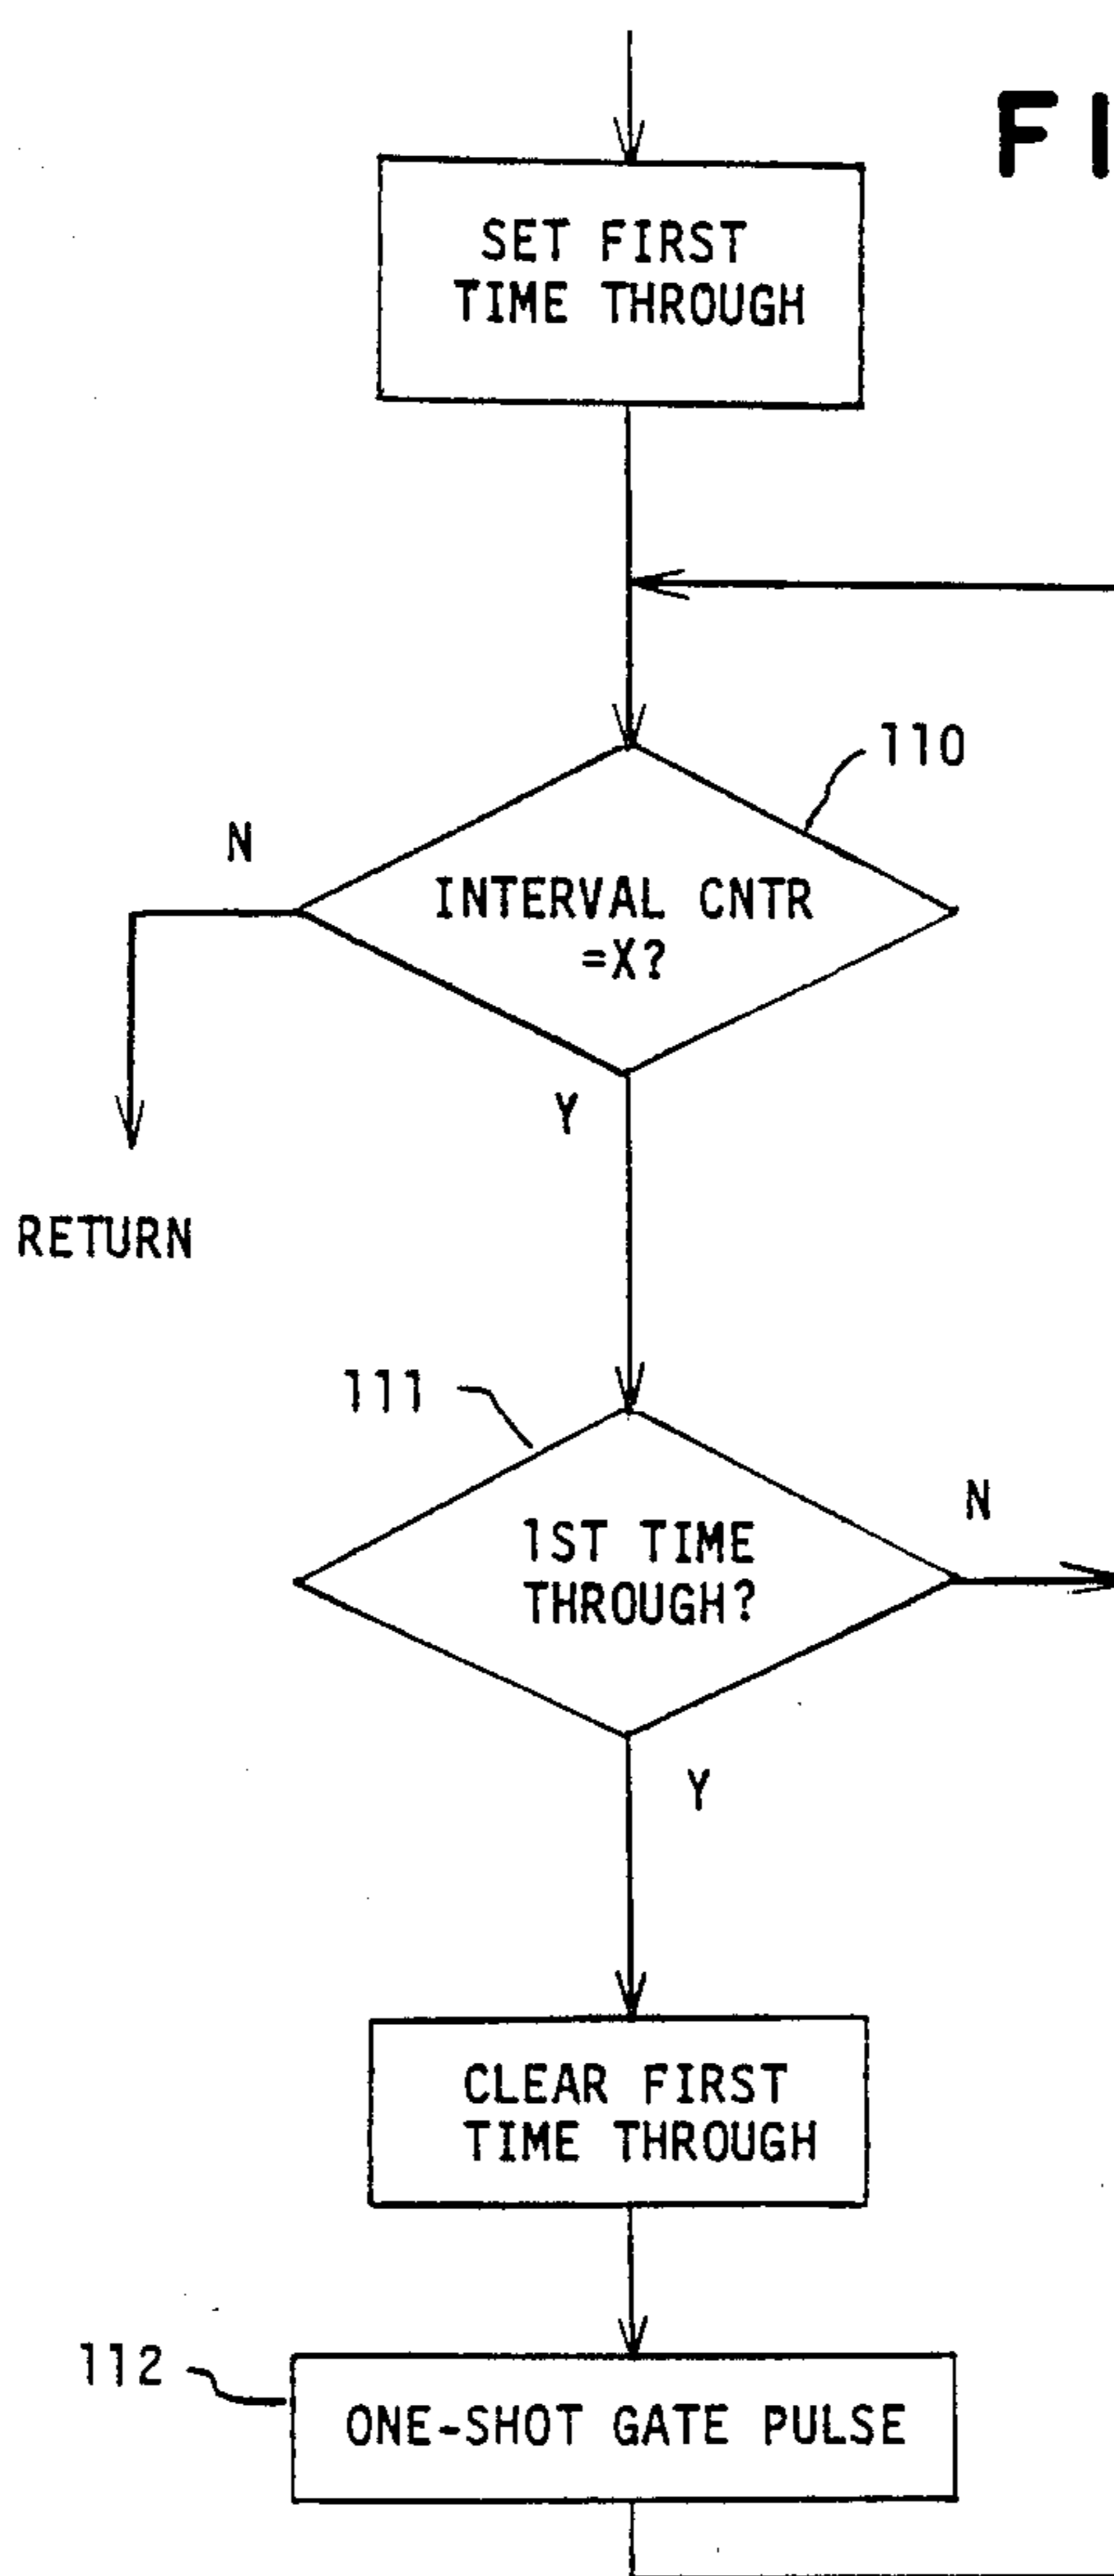 FI
SET FIRST
TIME THROUGH
110
N
INTERVAL CNTR
=X?
Y
RETURN
111
N
1ST TIME
THROUGH?
Y
CLEAR FIRST
TIME THROUGH
112
ONE-SHOT GATE PULSE